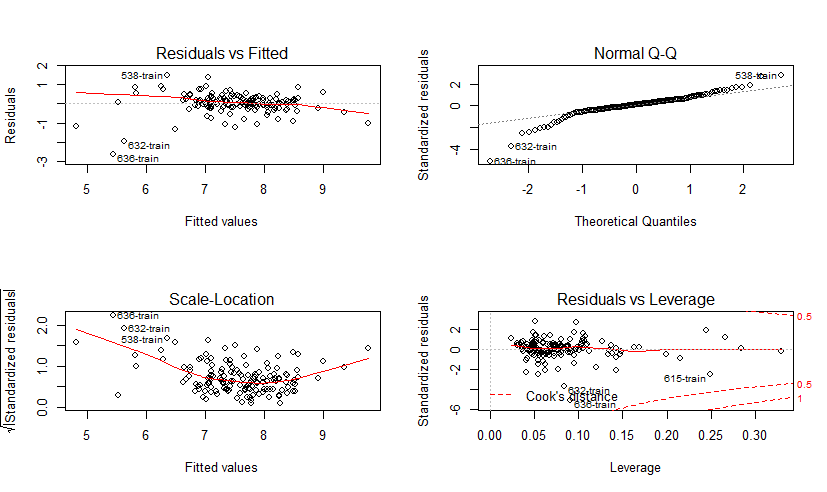 Residuals vs Fitted
Residuals
2
1
-1
-3
538-train
632-train
636-train
5 6 7 8 9
Fitted values
Normal Q-Q
Standardized residuals
2
0
-4
538-train
632-train
636-train
-2 -1 0 1 2
Theoretical Quantiles
Scale-Location
√|Standardized residuals|
2.0
1.0
0.0
636-train
632-train
538-train
5 6 7 8 9
Fitted values
Residuals vs Leverage
Standardized residuals
2
0
-2
-6
0.5
615-train
632-train
0.5
Cook's distance
1
636-train
0.00 0.05 0.10 0.15 0.20 0.30
Leverage